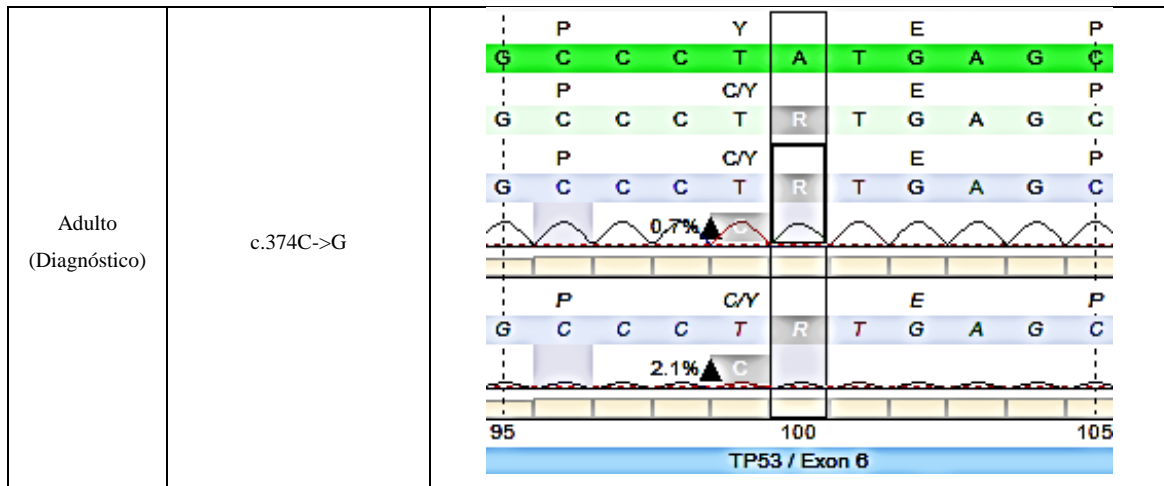 Adulto
(Diagnóstico)
c.374C->G
P Y E P
G C C C T A T G A G C
P C/Y E P
G C C C T R T G A G C
P C/Y E P
G C C C T R T G A G C
0.7% C
P C/Y E P
G C C C T R T G A G C
2.1% C
95 100 105
TP53 / Exon 6